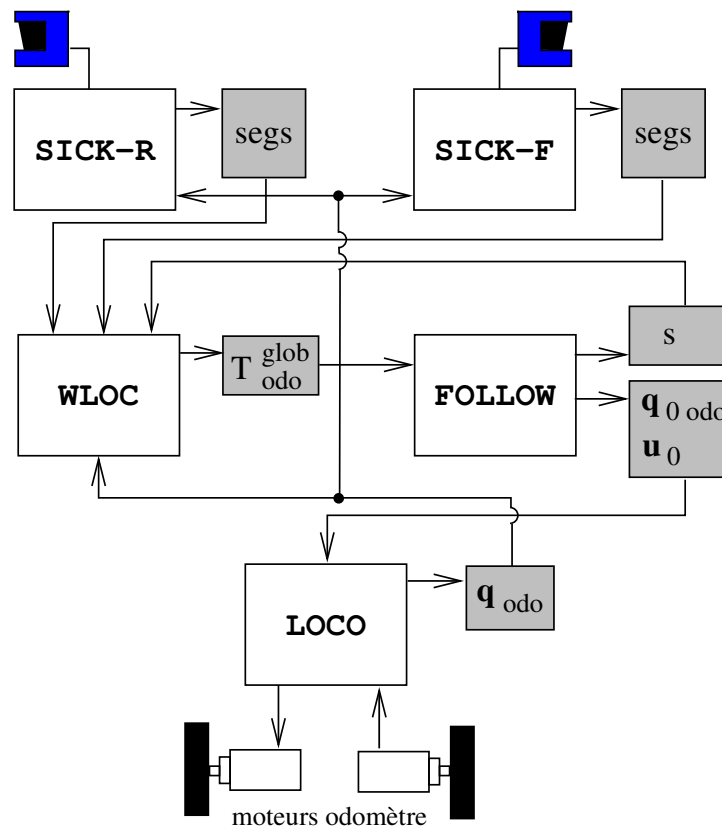 SICK-R
segs
SICK-F
segs
WLOC
T glob odo
FOLLOW
s
q 0 odo
u 0
LOCO
q odo
moteurs odomètre